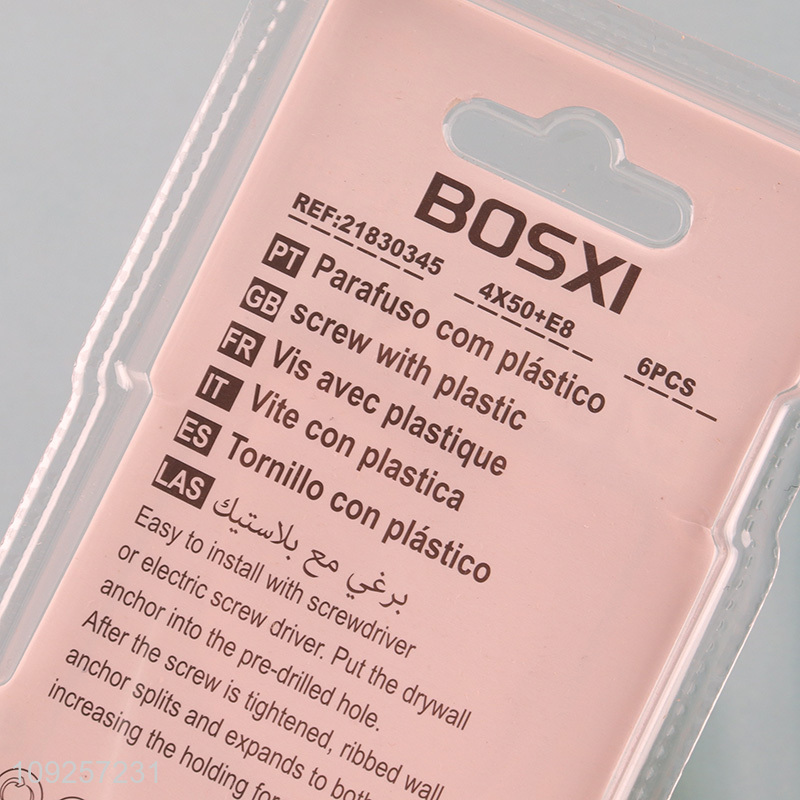 BOSXI
REF:21830345 4X50+E8 6PCS
PT Parafuso com plástico
GB screw with plastic
FR Vis avec plastique
IT Vite con plastica
ES Tornillo con plástico
LAS برغي مع بلاستيك
Easy to install with screwdriver
or electric screw driver. Put the drywall
anchor into the pre-drilled hole.
After the screw is tightened, ribbed wall
anchor splits and expands to both
increasing the holding
109257231